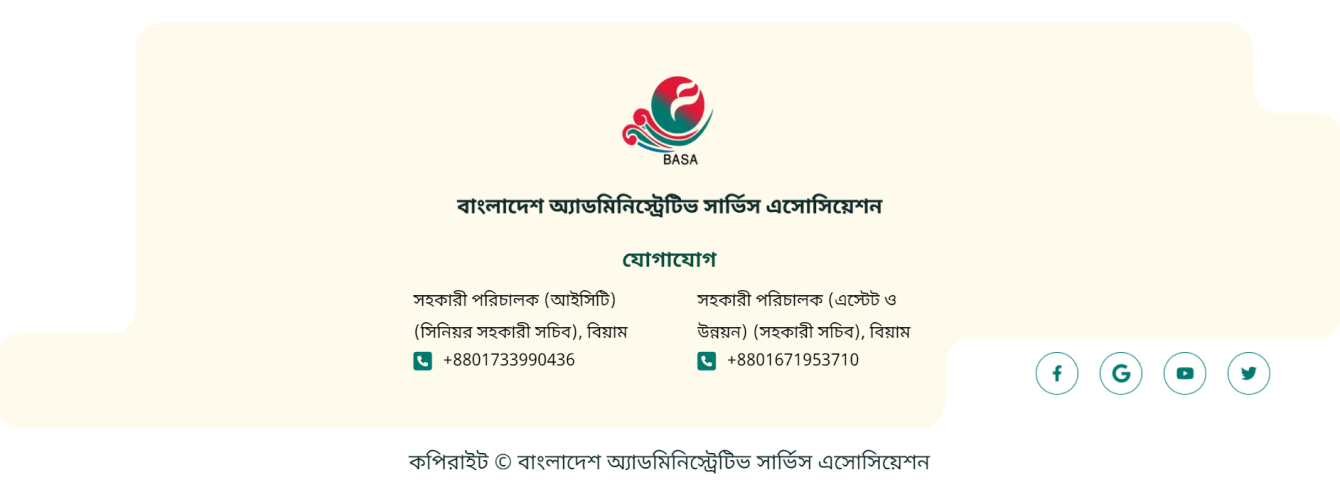 BASA
বাংলাদেশ অ্যাডমিনিস্ট্রেটিভ সার্ভিস এসোসিয়েশন
যোগাযোগ
সহকারী পরিচালক (আইসিটি)
(সিনিয়র সহকারী সচিব), বিয়াম
+8801733990436
সহকারী পরিচালক (এস্টেট ও
উন্নয়ন) (সহকারী সচিব), বিয়াম
+8801671953710
কপিরাইট © বাংলাদেশ অ্যাডমিনিস্ট্রেটিভ সার্ভিস এসোসিয়েশন